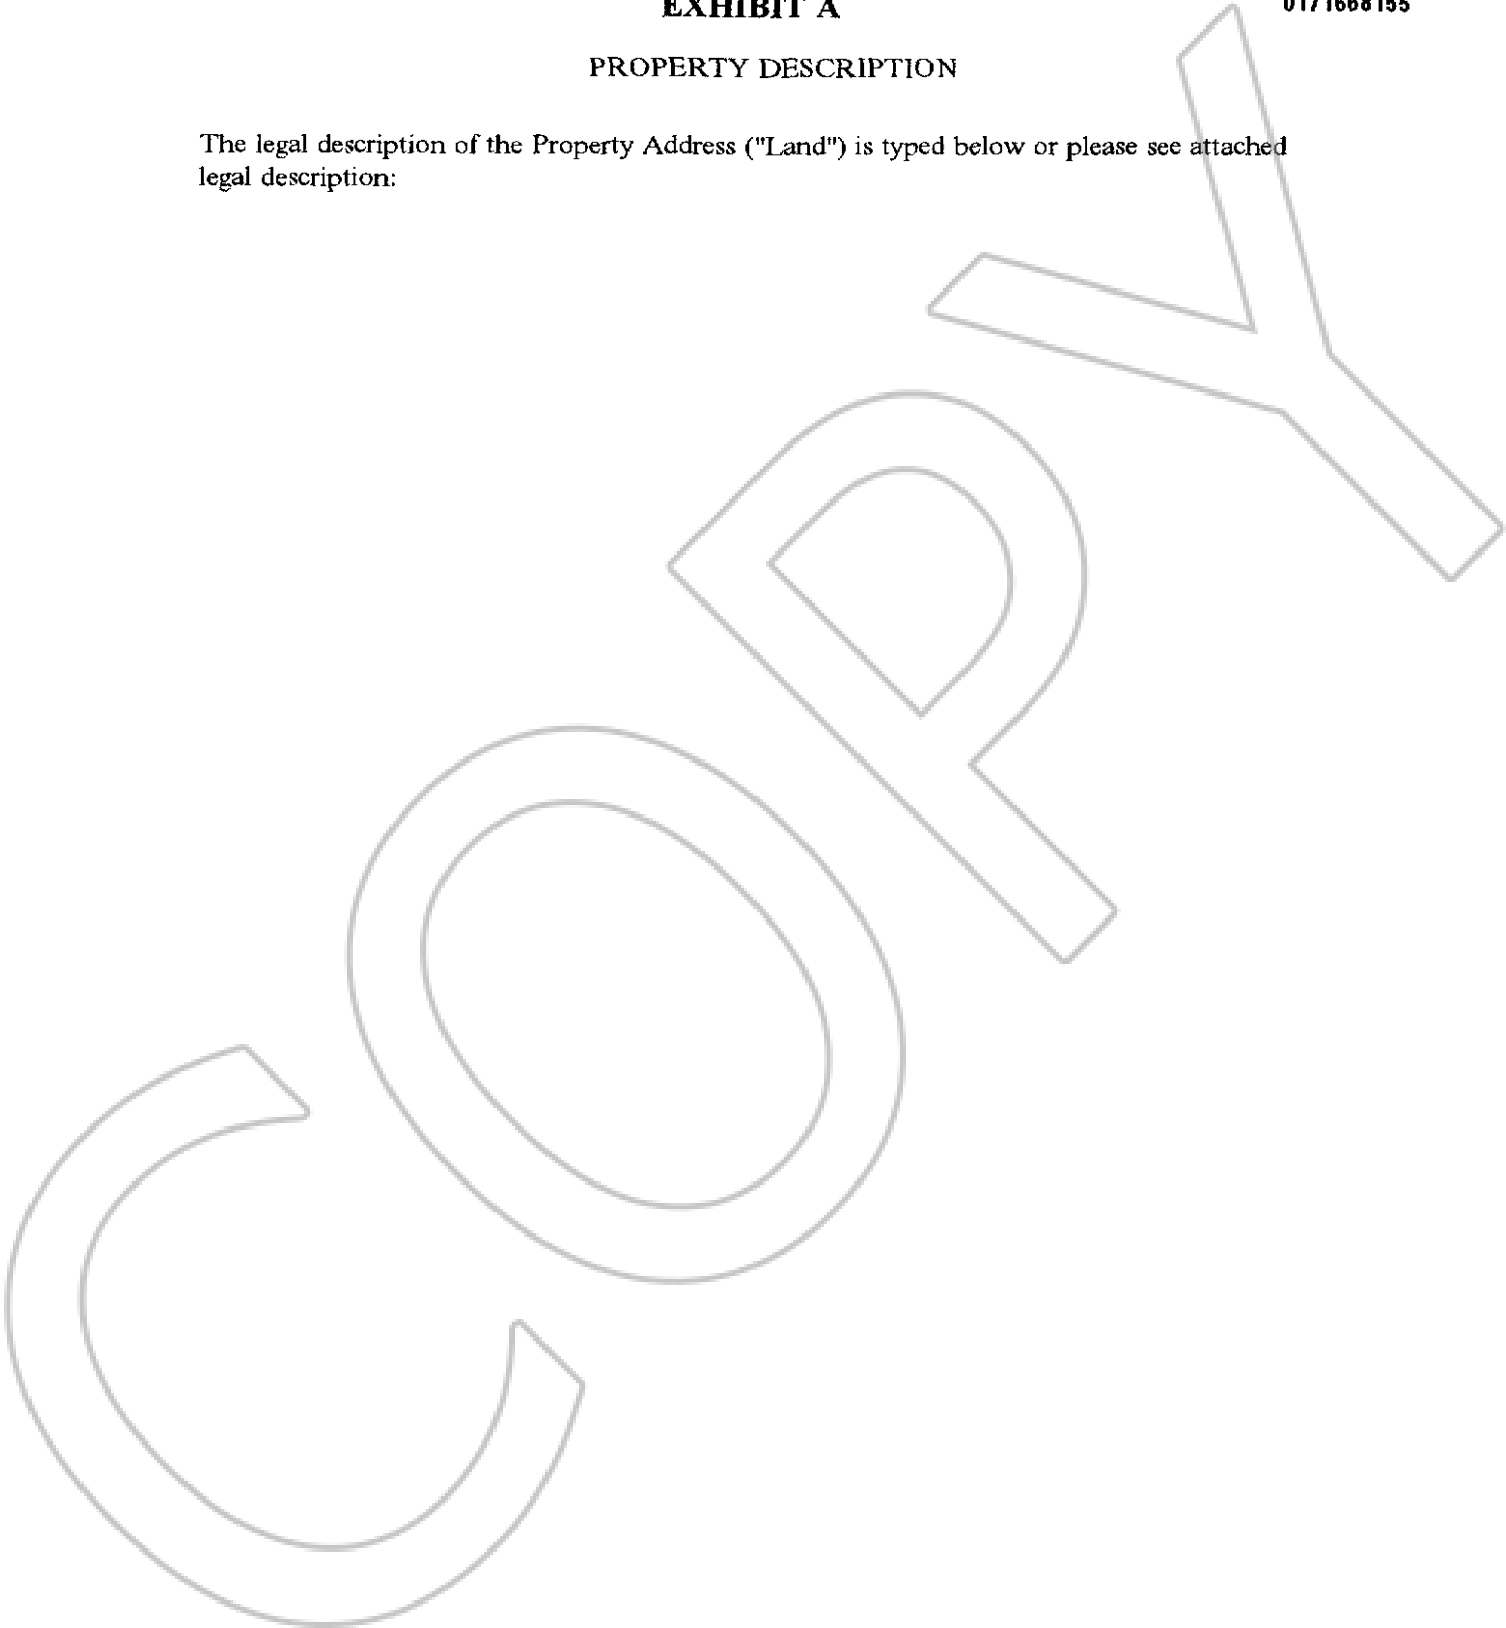 EXHIBIT A
0171668155
PROPERTY DESCRIPTION
The legal description of the Property Address ("Land") is typed below or please see attached
legal description:
COPY